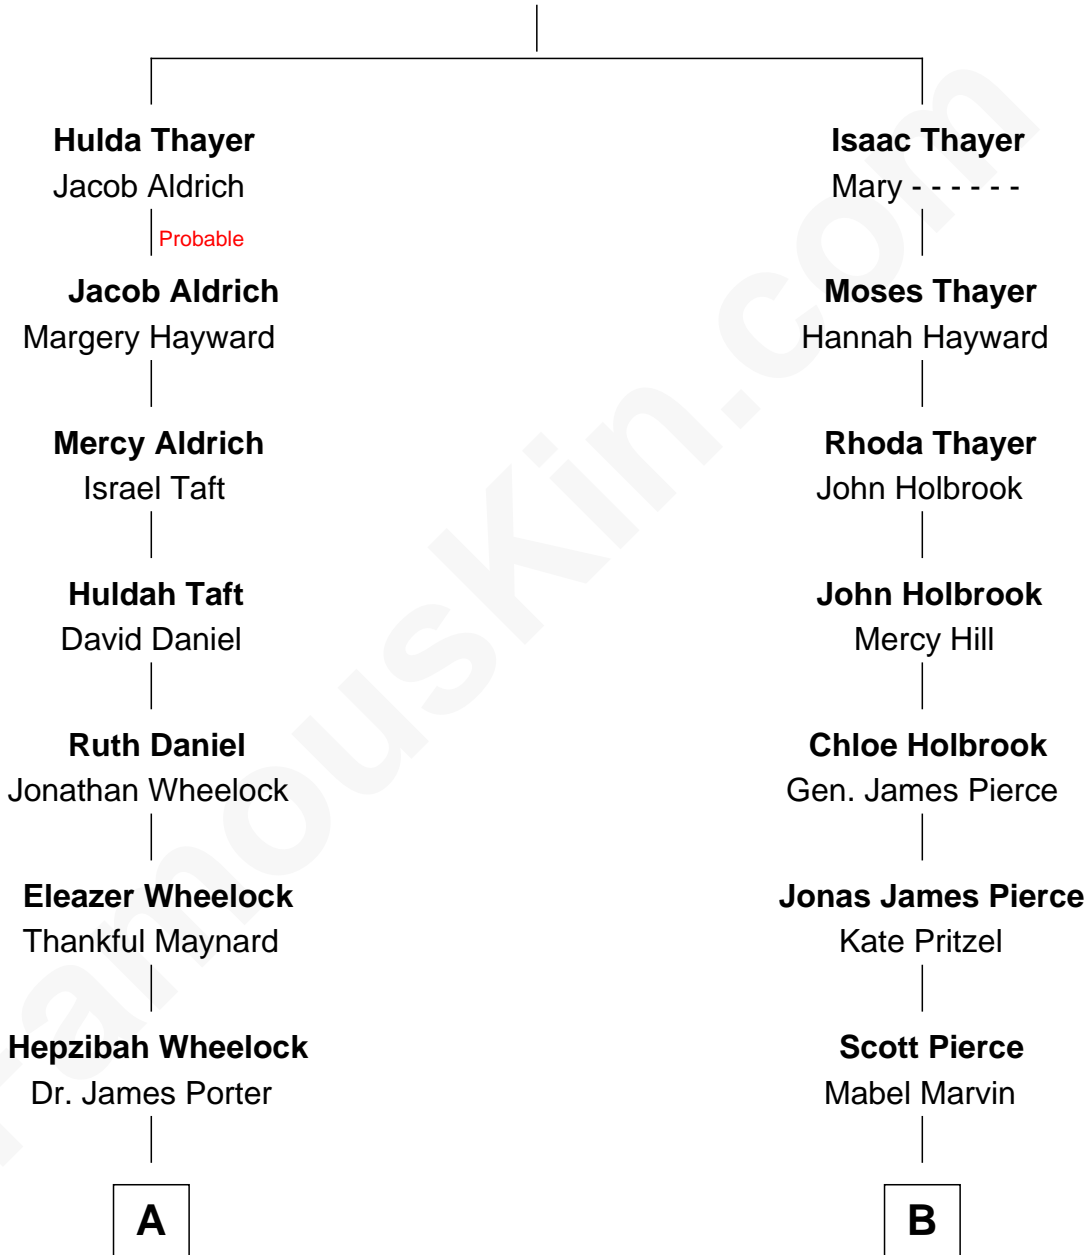 Hulda Thayer
Jacob Aldrich
Probable
Jacob Aldrich
Margery Hayward
Mercy Aldrich
Israel Taft
Huldah Taft
David Daniel
Ruth Daniel
Jonathan Wheelock
Eleazer Wheelock
Thankful Maynard
Hepzibah Wheelock
Dr. James Porter
A
Isaac Thayer
Mary - - - - - -
Moses Thayer
Hannah Hayward
Rhoda Thayer
John Holbrook
John Holbrook
Mercy Hill
Chloe Holbrook
Gen. James Pierce
Jonas James Pierce
Kate Pritzel
Scott Pierce
Mabel Marvin
B
FamousKin.com